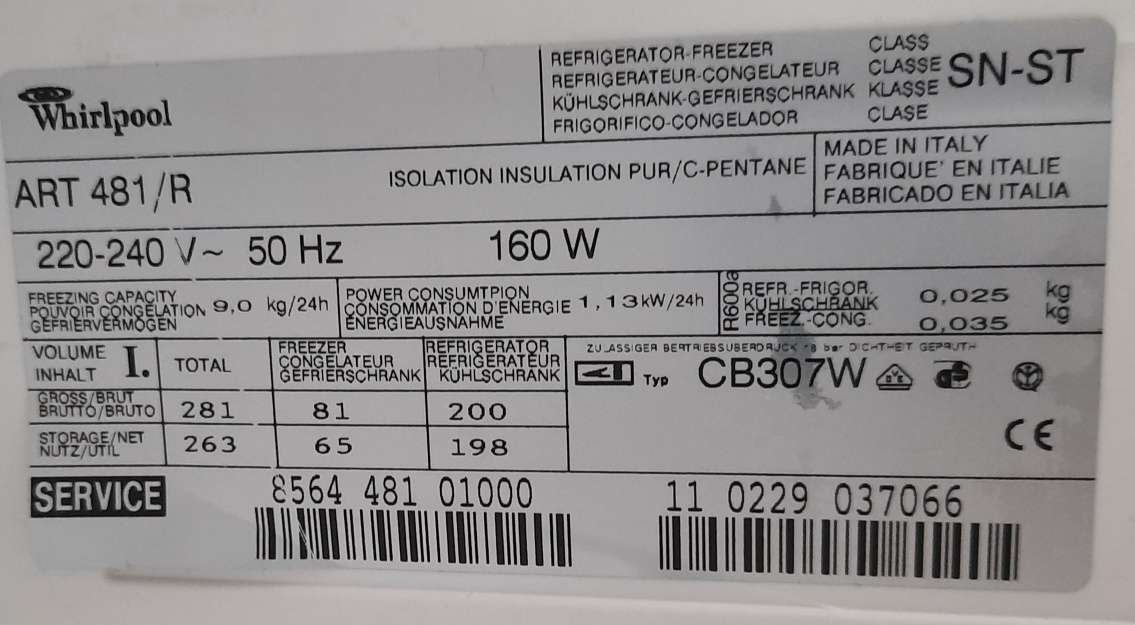 Whirlpool
REFRIGERATOR-FREEZER CLASS
REFRIGERATEUR-CONGELATEUR CLASSE
KÜHLSCHRANK-GEFRIERSCHRANK KLASSE
FRIGORIFICO-CONGELADOR CLASE
SN-ST
ART 481/R
ISOLATION INSULATION PUR/C-PENTANE
MADE IN ITALY
FABRIQUE' EN ITALIE
FABRICADO EN ITALIA
220-240 V~ 50 Hz 160 W
FREEZING CAPACITY
POUVOIR CONGELATION 9,0 kg/24h
GEFRIERVERMÖGEN
POWER CONSUMTPION
CONSOMMATION D'ENERGIE 1,13kW/24h
ENERGIEAUSNAHME
R600a
REFR.-FRIGOR. 0,025 kg
KÜHLSCHRANK
FREEZ.-CONG. 0,035 kg
VOLUME
INHALT
l.
TOTAL
FREEZER
CONGELATEUR
GEFRIERSCHRANK
REFRIGERATOR
REFRIGERATEUR
KÜHLSCHRANK
GROSS/BRUT
BRUTTO/BRUTO 281 81 200
STORAGE/NET
NUTZ/UTIL 263 65 198
ZULASSIGER BERTRIEBSUBERDRUCK bar DICHTHEIT GEPRUTH
Typ CB307W
CE
SERVICE 8564 481 01000 11 0229 037066